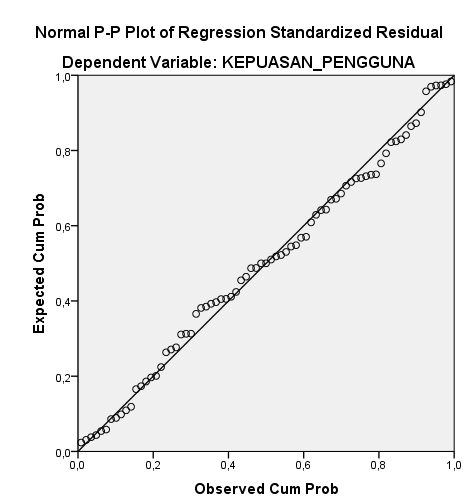 Normal P-P Plot of Regression Standardized Residual
Dependent Variable: KEPUASAN_PENGGUNA
1,0
0,8
0,6
0,4
0,2
0,0
Expected Cum Prob
0,0 0,2 0,4 0,6 0,8 1,0
Observed Cum Prob